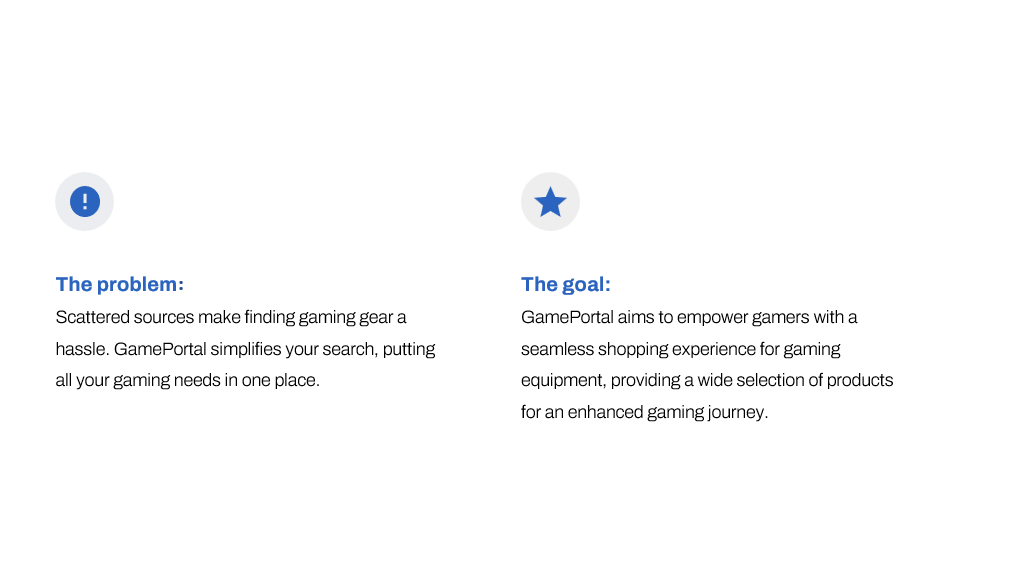 The problem:
Scattered sources make finding gaming gear a
hassle. GamePortal simplifies your search, putting
all your gaming needs in one place.
The goal:
GamePortal aims to empower gamers with a
seamless shopping experience for gaming
equipment, providing a wide selection of products
for an enhanced gaming journey.